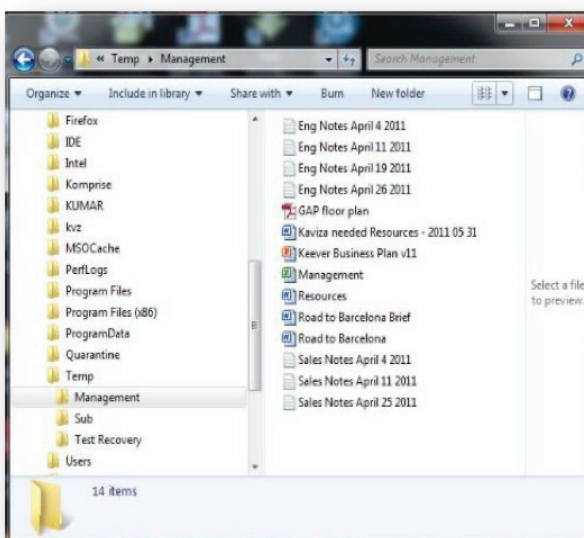 « Temp ▸ Management
Search Management
Organize Include in library Share with Burn New folder
Firefox
IDE
Intel
Komprise
KUMAR
kvz
MSOCache
PerfLogs
Program Files
Program Files (x86)
ProgramData
Quarantine
Temp
Management
Sub
Test Recovery
Users
Eng Notes April 4 2011
Eng Notes April 11 2011
Eng Notes April 19 2011
Eng Notes April 26 2011
GAP floor plan
Kaviza needed Resources - 2011 05 31
Keever Business Plan v11
Management
Resources
Road to Barcelona Brief
Road to Barcelona
Sales Notes April 4 2011
Sales Notes April 11 2011
Sales Notes April 25 2011
Select a file
to preview.
14 items